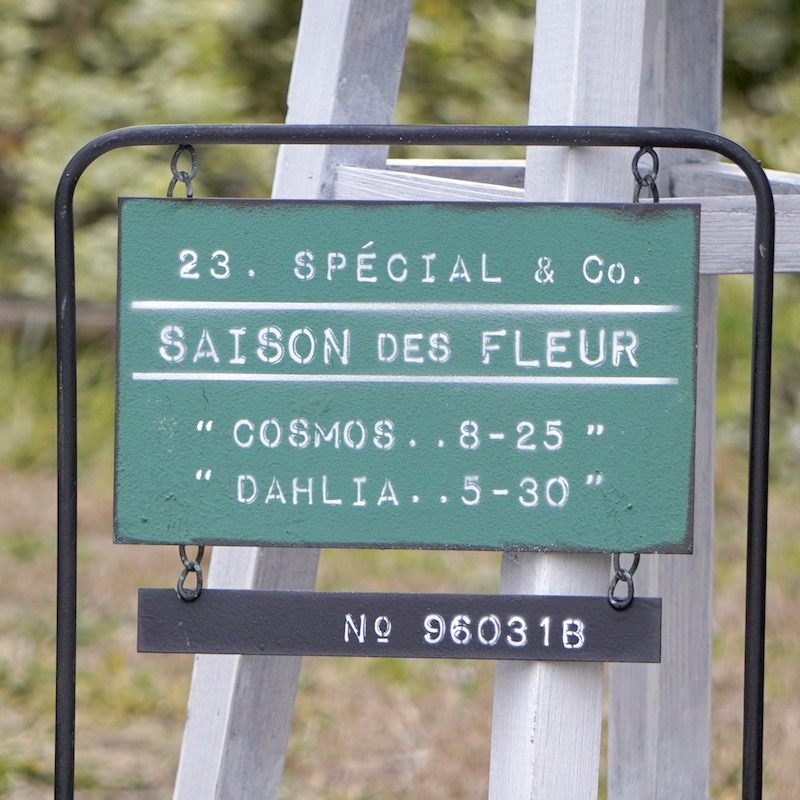 23. SPÉCIAL & Co.
SAISON DES FLEUR
“ COSMOS..8-25 ”
“ DAHLIA..5-30 ”
Nº 96031B